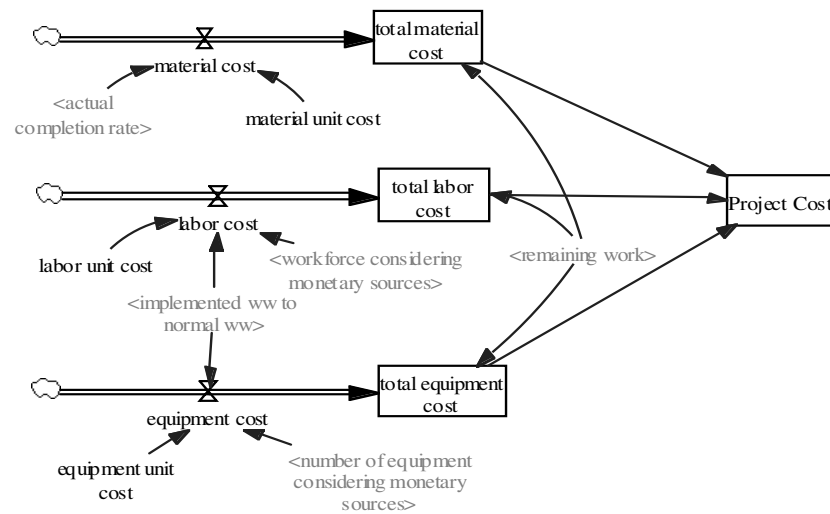 total material
cost
material cost
<actual
completion rate>
material unit cost
total labor
cost
Project Cost
labor cost
labor unit cost
<workforce considering
monetary sources>
<remaining work>
<implemented ww to
normal ww>
total equipment
cost
equipment cost
equipment unit
cost
<number of equipment
considering monetary
sources>